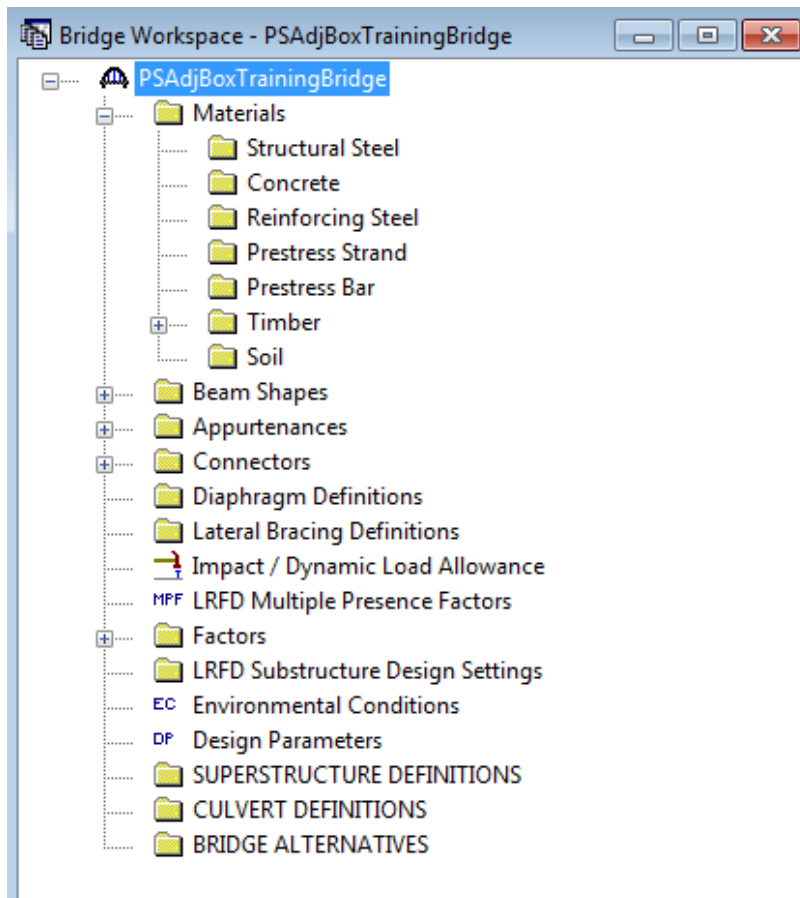 Bridge Workspace - PSAdjBoxTrainingBridge
PSAdjBoxTrainingBridge
Materials
Structural Steel
Concrete
Reinforcing Steel
Prestress Strand
Prestress Bar
Timber
Soil
Beam Shapes
Appurtenances
Connectors
Diaphragm Definitions
Lateral Bracing Definitions
Impact / Dynamic Load Allowance
MPF LRFD Multiple Presence Factors
Factors
LRFD Substructure Design Settings
EC Environmental Conditions
DP Design Parameters
SUPERSTRUCTURE DEFINITIONS
CULVERT DEFINITIONS
BRIDGE ALTERNATIVES